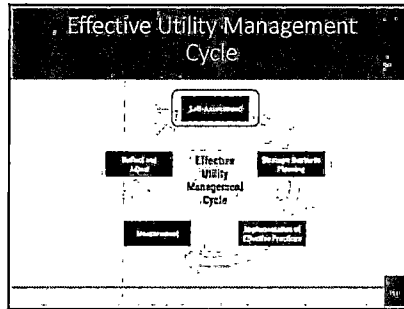 Effective Utility Management
Cycle
Self-Assessment
Reflect and
Adjust
Effective
Utility
Management
Cycle
Strategic Business
Planning
Measurement
Implementation of
Effective Practices